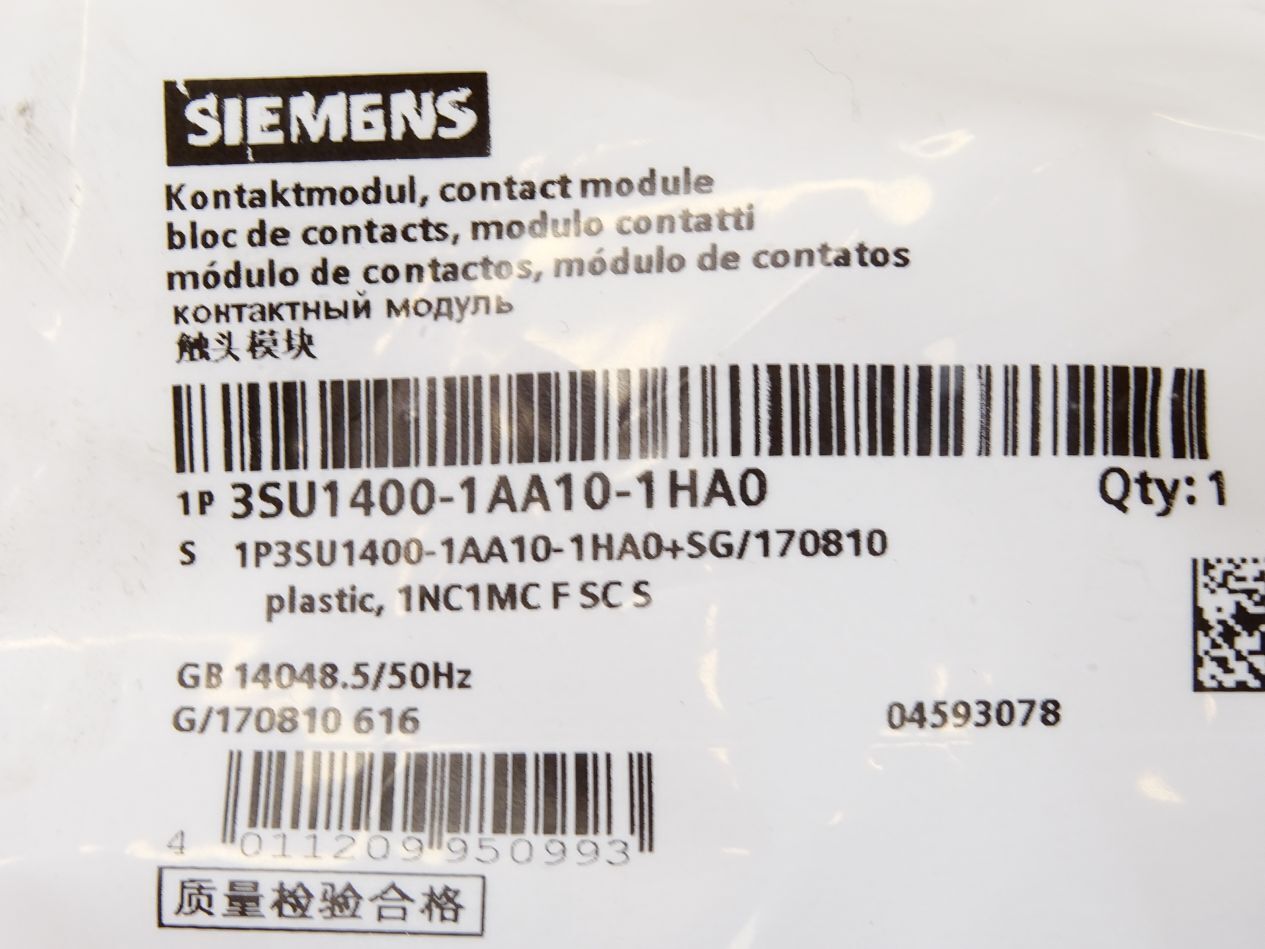 SIEMENS
Kontaktmodul, contact module
bloc de contacts, modulo contatti
módulo de contactos, módulo de contatos
контактный модуль
触头模块
1P 3SU1400-1AA10-1HA0 Qty: 1
S 1P3SU1400-1AA10-1HA0+SG/170810
plastic, 1NC1MC F SC S
GB 14048.5/50Hz
G/170810 616 04593078
4 011209 950993
质量检验合格